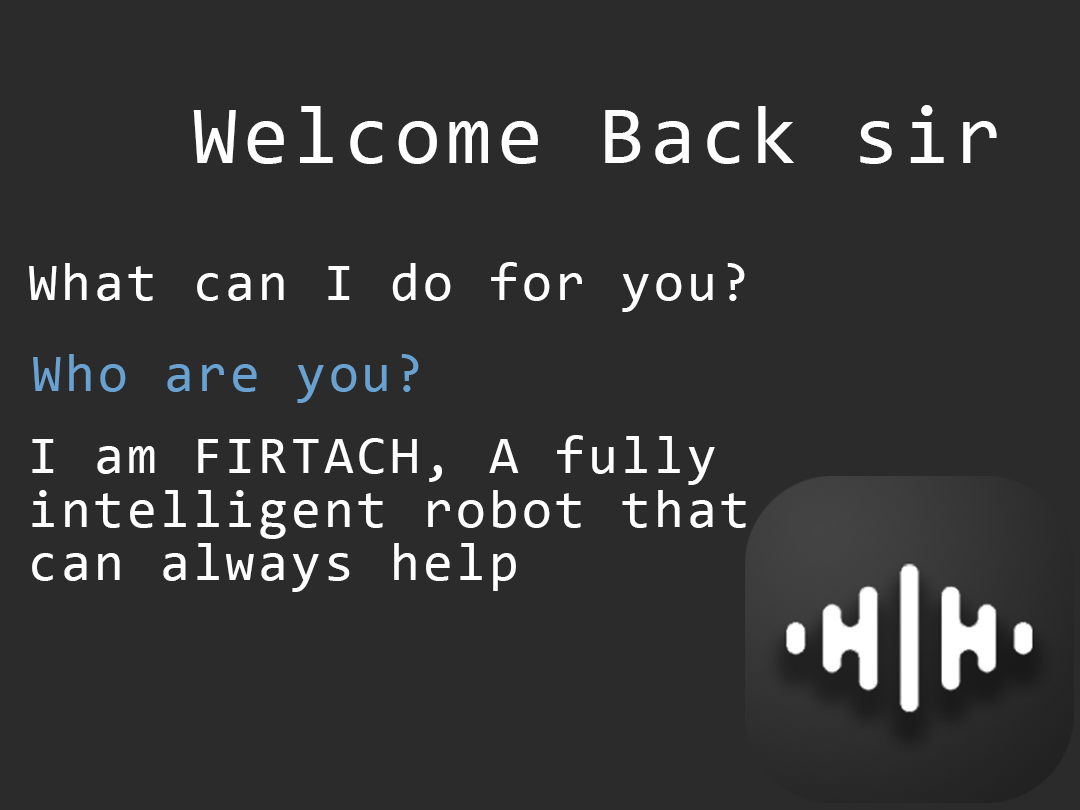 Welcome Back sir
What can I do for you?
Who are you?
I am FIRTACH, A fully
intelligent robot that
can always help